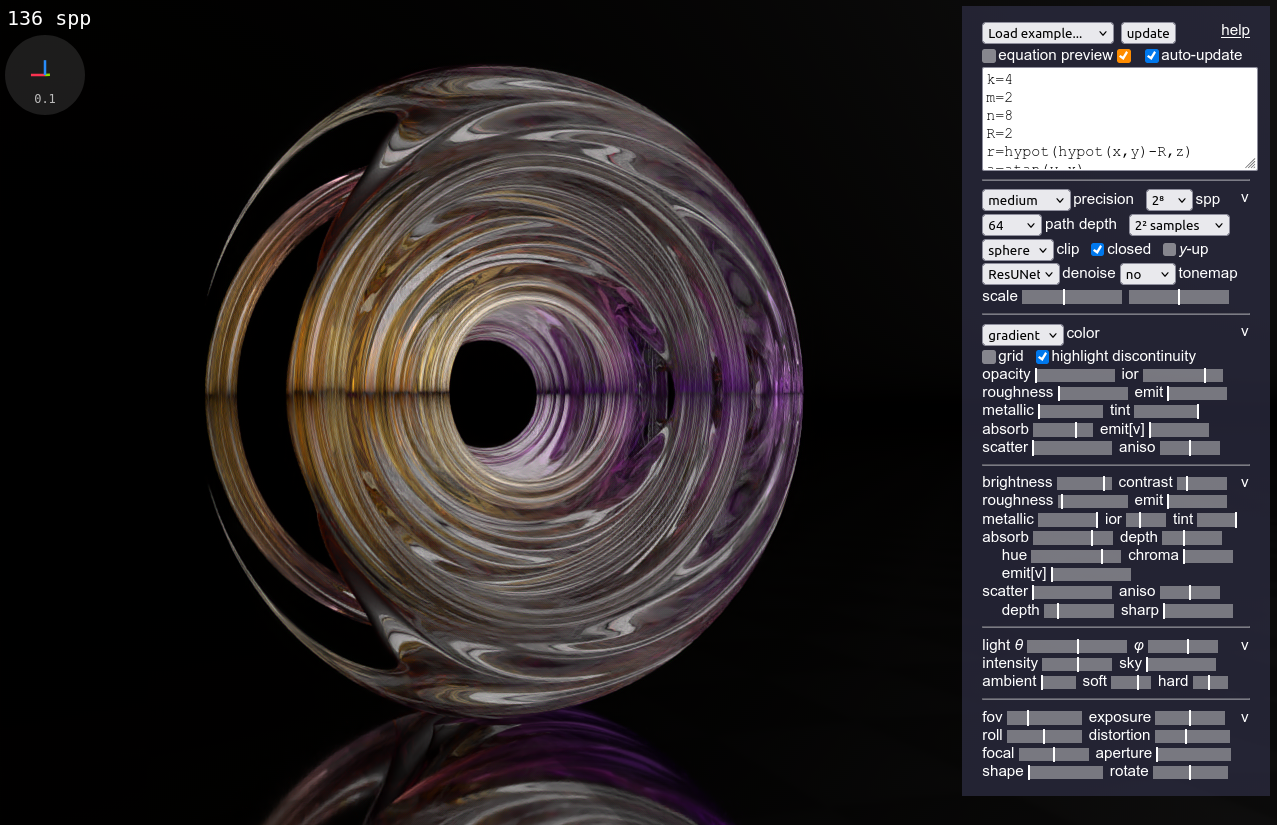 136 spp
0.1
Load example... update help
equation preview auto-update
k=4
m=2
n=8
R=2
r=hypot(hypot(x,y)-R,z)
medium precision 2⁸ spp v
64 path depth 2² samples
sphere clip closed y-up
ResUNet denoise no tonemap
scale
gradient color v
grid highlight discontinuity
opacity ior
roughness emit
metallic tint
absorb emit[v]
scatter aniso
brightness contrast v
roughness emit
metallic ior tint
absorb depth
hue chroma
emit[v]
scatter aniso
depth sharp
light θ φ v
intensity sky
ambient soft hard
fov exposure v
roll distortion
focal aperture
shape rotate